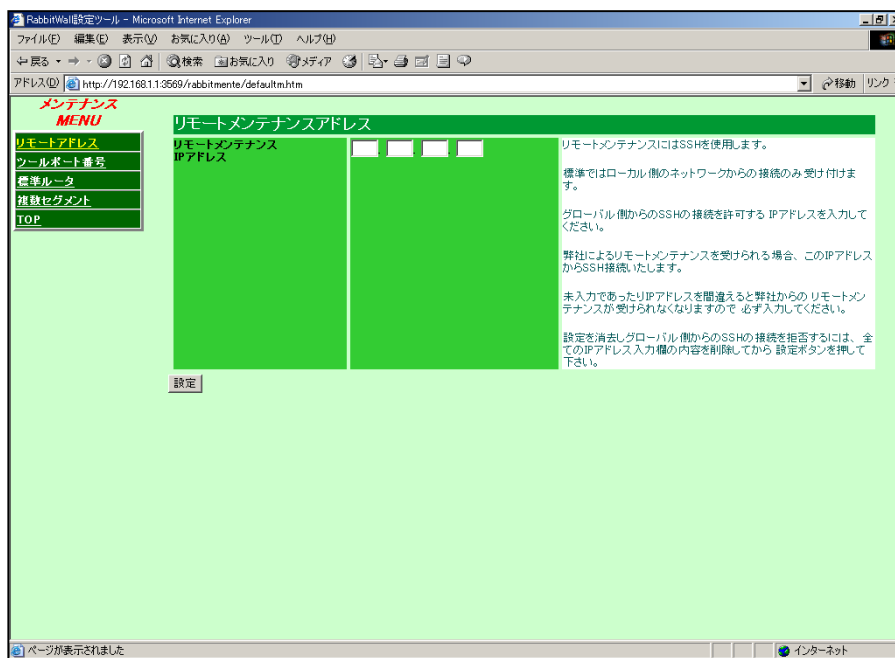 RabbitWall設定ツール - Microsoft Internet Explorer
ファイル(F) 編集(E) 表示(V) お気に入り(A) ツール(T) ヘルプ(H)
戻る 検索 お気に入り メディア
アドレス(D) http://192.168.1.1:3569/rabbitmente/defaultm.htm 移動 リンク
メンテナンス
MENU
リモートアドレス
ツールポート番号
標準ルータ
複数セグメント
TOP
リモートメンテナンスアドレス
リモートメンテナンス
IPアドレス
. . .
リモートメンテナンスにはSSHを使用します。
標準ではローカル側のネットワークからの接続のみ受け付けま
す。
グローバル側からのSSHの接続を許可する IPアドレスを入力して
ください。
弊社によるリモートメンテナンスを受けられる場合、このIPアドレス
からSSH接続いたします。
未入力であったりIPアドレスを間違えると弊社からの リモートメン
テナンスが受けられなくなりますので 必ず入力してください。
設定を消去しグローバル側からのSSHの接続を拒否するには、 全
てのIPアドレス入力欄の内容を削除してから 設定ボタンを押して
下さい。
設定
ページが表示されました インターネット